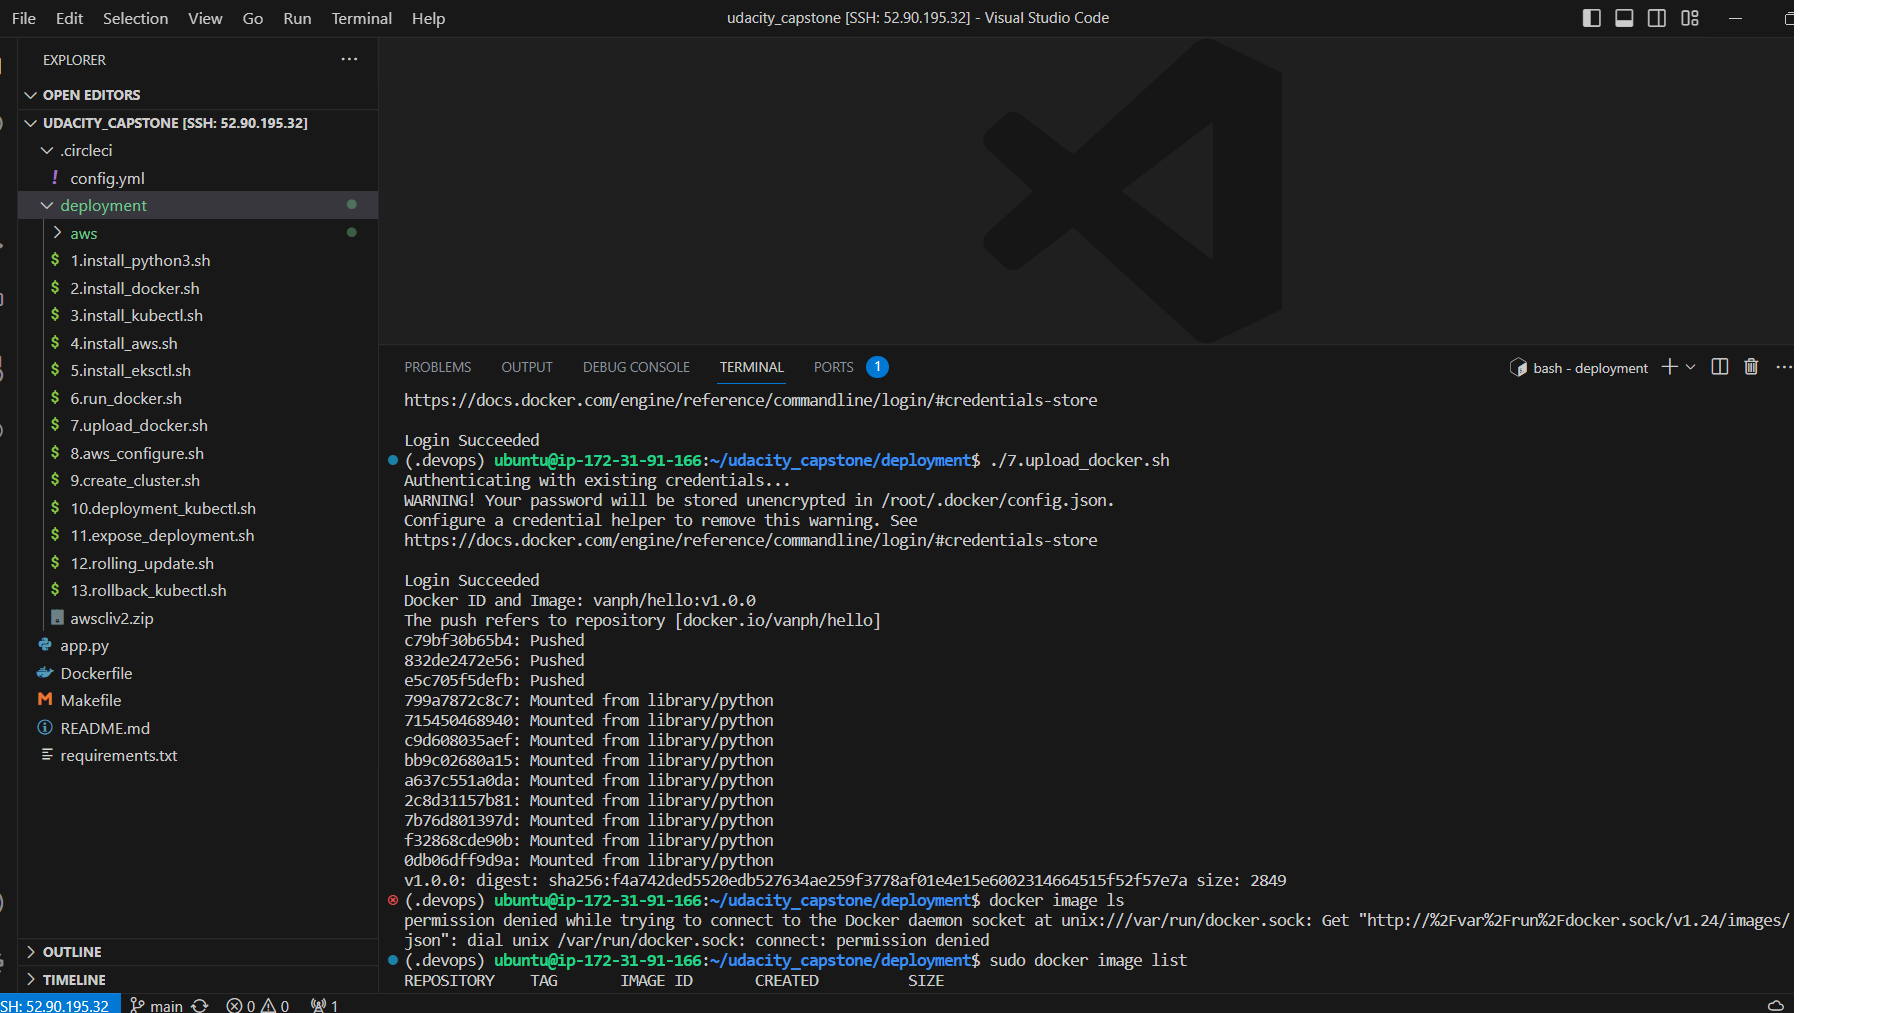 File Edit Selection View Go Run Terminal Help
udacity_capstone [SSH: 52.90.195.32] - Visual Studio Code
EXPLORER
OPEN EDITORS
UDACITY_CAPSTONE [SSH: 52.90.195.32]
.circleci
! config.yml
deployment
aws
$ 1.install_python3.sh
$ 2.install_docker.sh
$ 3.install_kubectl.sh
$ 4.install_aws.sh
$ 5.install_eksctl.sh
$ 6.run_docker.sh
$ 7.upload_docker.sh
$ 8.aws_configure.sh
$ 9.create_cluster.sh
$ 10.deployment_kubectl.sh
$ 11.expose_deployment.sh
$ 12.rolling_update.sh
$ 13.rollback_kubectl.sh
awscliv2.zip
app.py
Dockerfile
M Makefile
README.md
requirements.txt
OUTLINE
TIMELINE
PROBLEMS OUTPUT DEBUG CONSOLE TERMINAL PORTS 1
bash - deployment
https://docs.docker.com/engine/reference/commandline/login/#credentials-store
Login Succeeded
(.devops) ubuntu@ip-172-31-91-166:~/udacity_capstone/deployment$ ./7.upload_docker.sh
Authenticating with existing credentials...
WARNING! Your password will be stored unencrypted in /root/.docker/config.json.
Configure a credential helper to remove this warning. See
https://docs.docker.com/engine/reference/commandline/login/#credentials-store
Login Succeeded
Docker ID and Image: vanph/hello:v1.0.0
The push refers to repository [docker.io/vanph/hello]
c79bf30b65b4: Pushed
832de2472e56: Pushed
e5c705f5defb: Pushed
799a7872c8c7: Mounted from library/python
715450468940: Mounted from library/python
c9d608035aef: Mounted from library/python
bb9c02680a15: Mounted from library/python
a637c551a0da: Mounted from library/python
2c8d31157b81: Mounted from library/python
7b76d801397d: Mounted from library/python
f32868cde90b: Mounted from library/python
0db06dff9d9a: Mounted from library/python
v1.0.0: digest: sha256:f4a742ded5520edb527634ae259f3778af01e4e15e6002314664515f52f57e7a size: 2849
(.devops) ubuntu@ip-172-31-91-166:~/udacity_capstone/deployment$ docker image ls
permission denied while trying to connect to the Docker daemon socket at unix:///var/run/docker.sock: Get "http://%2Fvar%2Frun%2Fdocker.sock/v1.24/images/
json": dial unix /var/run/docker.sock: connect: permission denied
(.devops) ubuntu@ip-172-31-91-166:~/udacity_capstone/deployment$ sudo docker image list
REPOSITORY TAG IMAGE ID CREATED SIZE
SH: 52.90.195.32 main 0 0 1